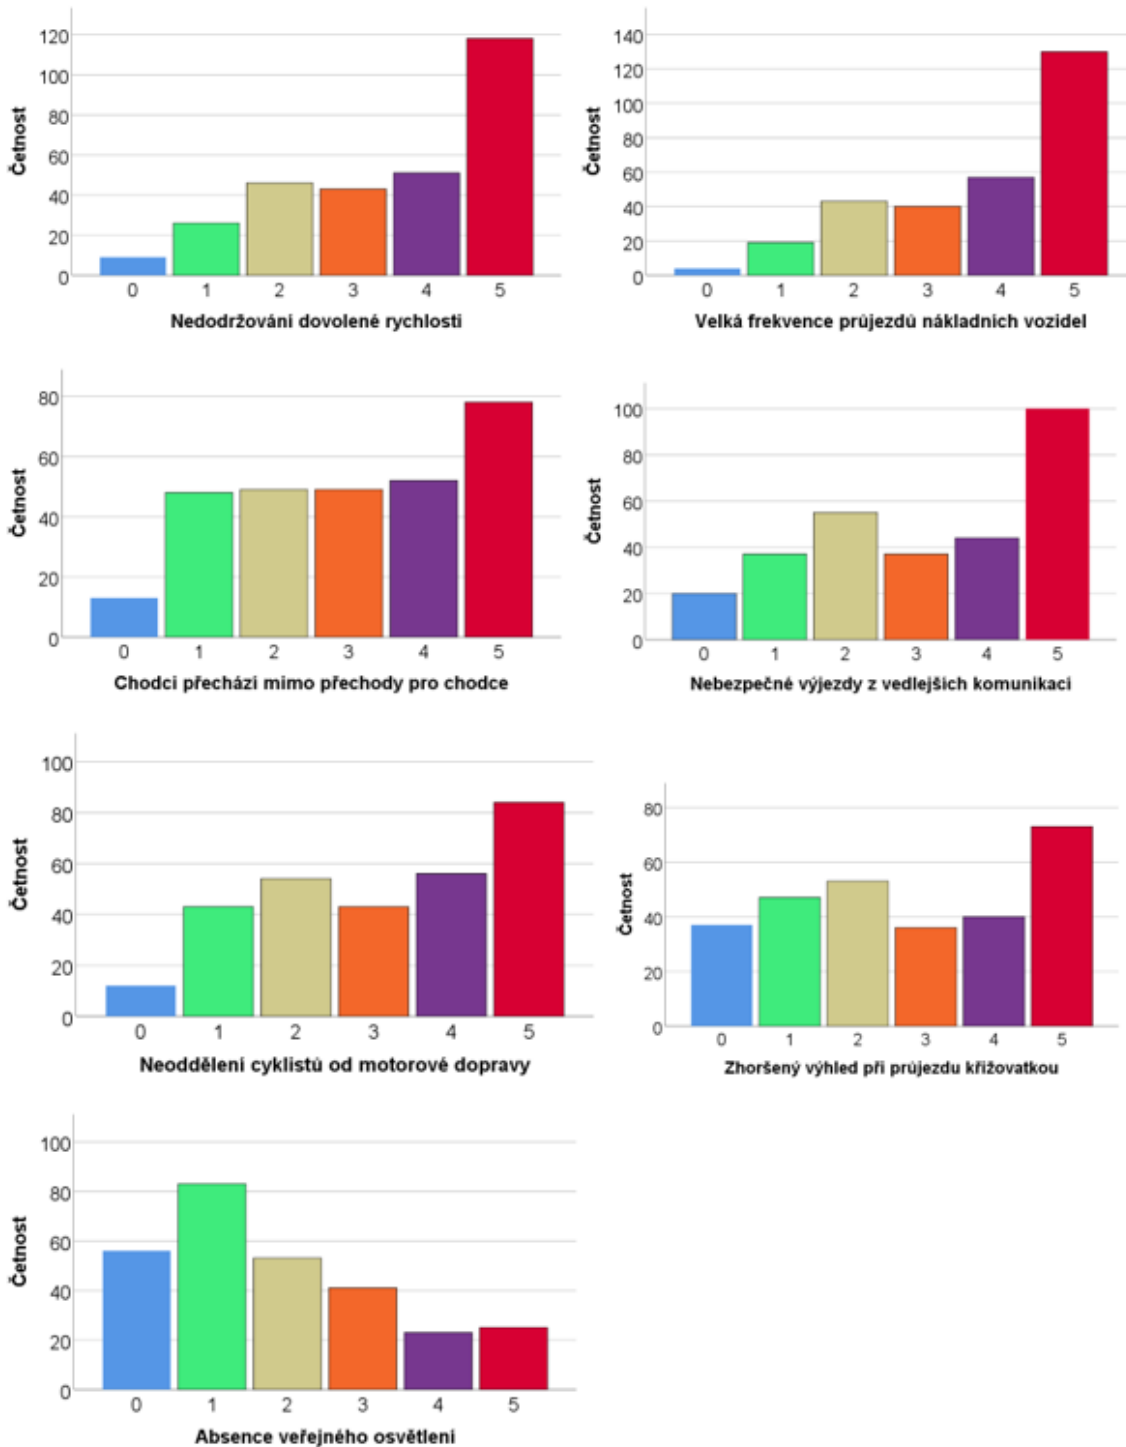 Četnost
120
100
80
60
40
20
0
0 1 2 3 4 5
Nedodržování dovolené rychlosti
Četnost
140
120
100
80
60
40
20
0
0 1 2 3 4 5
Velká frekvence průjezdů nákladních vozidel
Četnost
80
60
40
20
0
0 1 2 3 4 5
Chodci přechází mimo přechody pro chodce
Četnost
100
80
60
40
20
0
0 1 2 3 4 5
Nebezpečné výjezdy z vedlejších komunikací
Četnost
100
80
60
40
20
0
0 1 2 3 4 5
Neoddělení cyklistů od motorové dopravy
Četnost
80
60
40
20
0
0 1 2 3 4 5
Zhoršený výhled při průjezdu křižovatkou
Četnost
100
80
60
40
20
0
0 1 2 3 4 5
Absence veřejného osvětlení